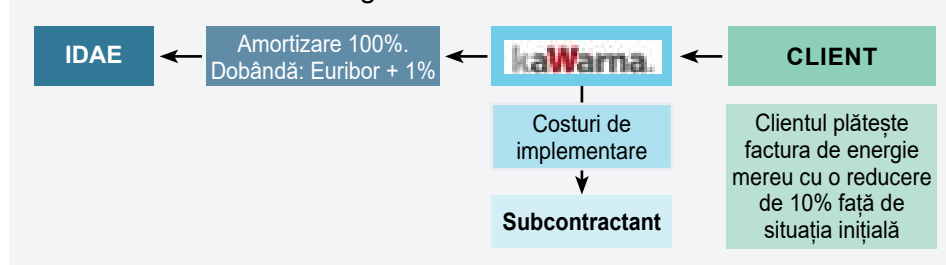 IDAE
Amortizare 100%.
Dobândă: Euribor + 1%
kaWarna.
CLIENT
Costuri de
implementare
Subcontractant
Clientul plătește
factura de energie
mereu cu o reducere
de 10% față de
situația inițială